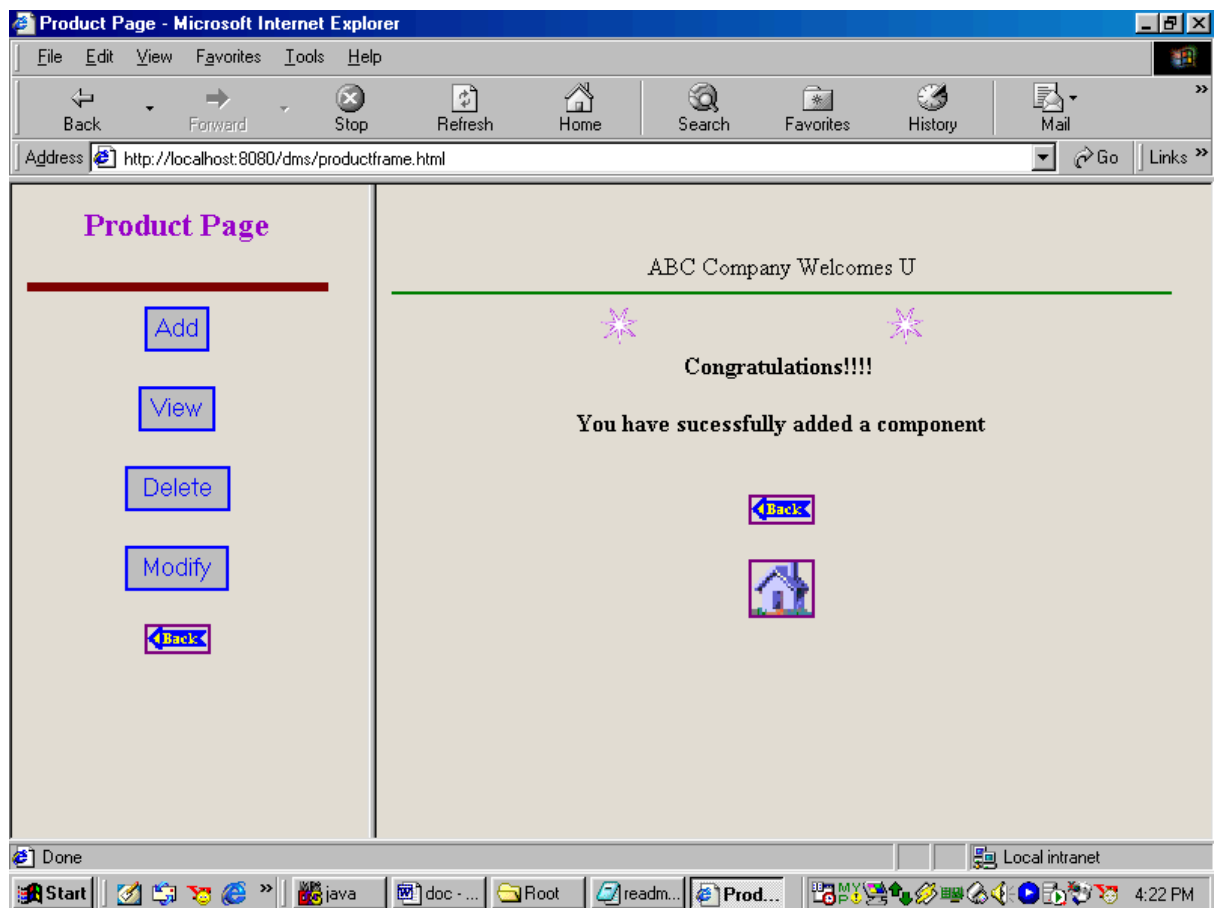 Product Page - Microsoft Internet Explorer
File Edit View Favorites Tools Help
Back Forward Stop Refresh Home Search Favorites History Mail »
Address http://localhost:8080/dms/productframe.html Go Links »
Product Page
Add
View
Delete
Modify
Back
ABC Company Welcomes U
Congratulations!!!!
You have sucessfully added a component
Back
Done Local intranet
Start » java doc - ... Root readm... Prod... 4:22 PM